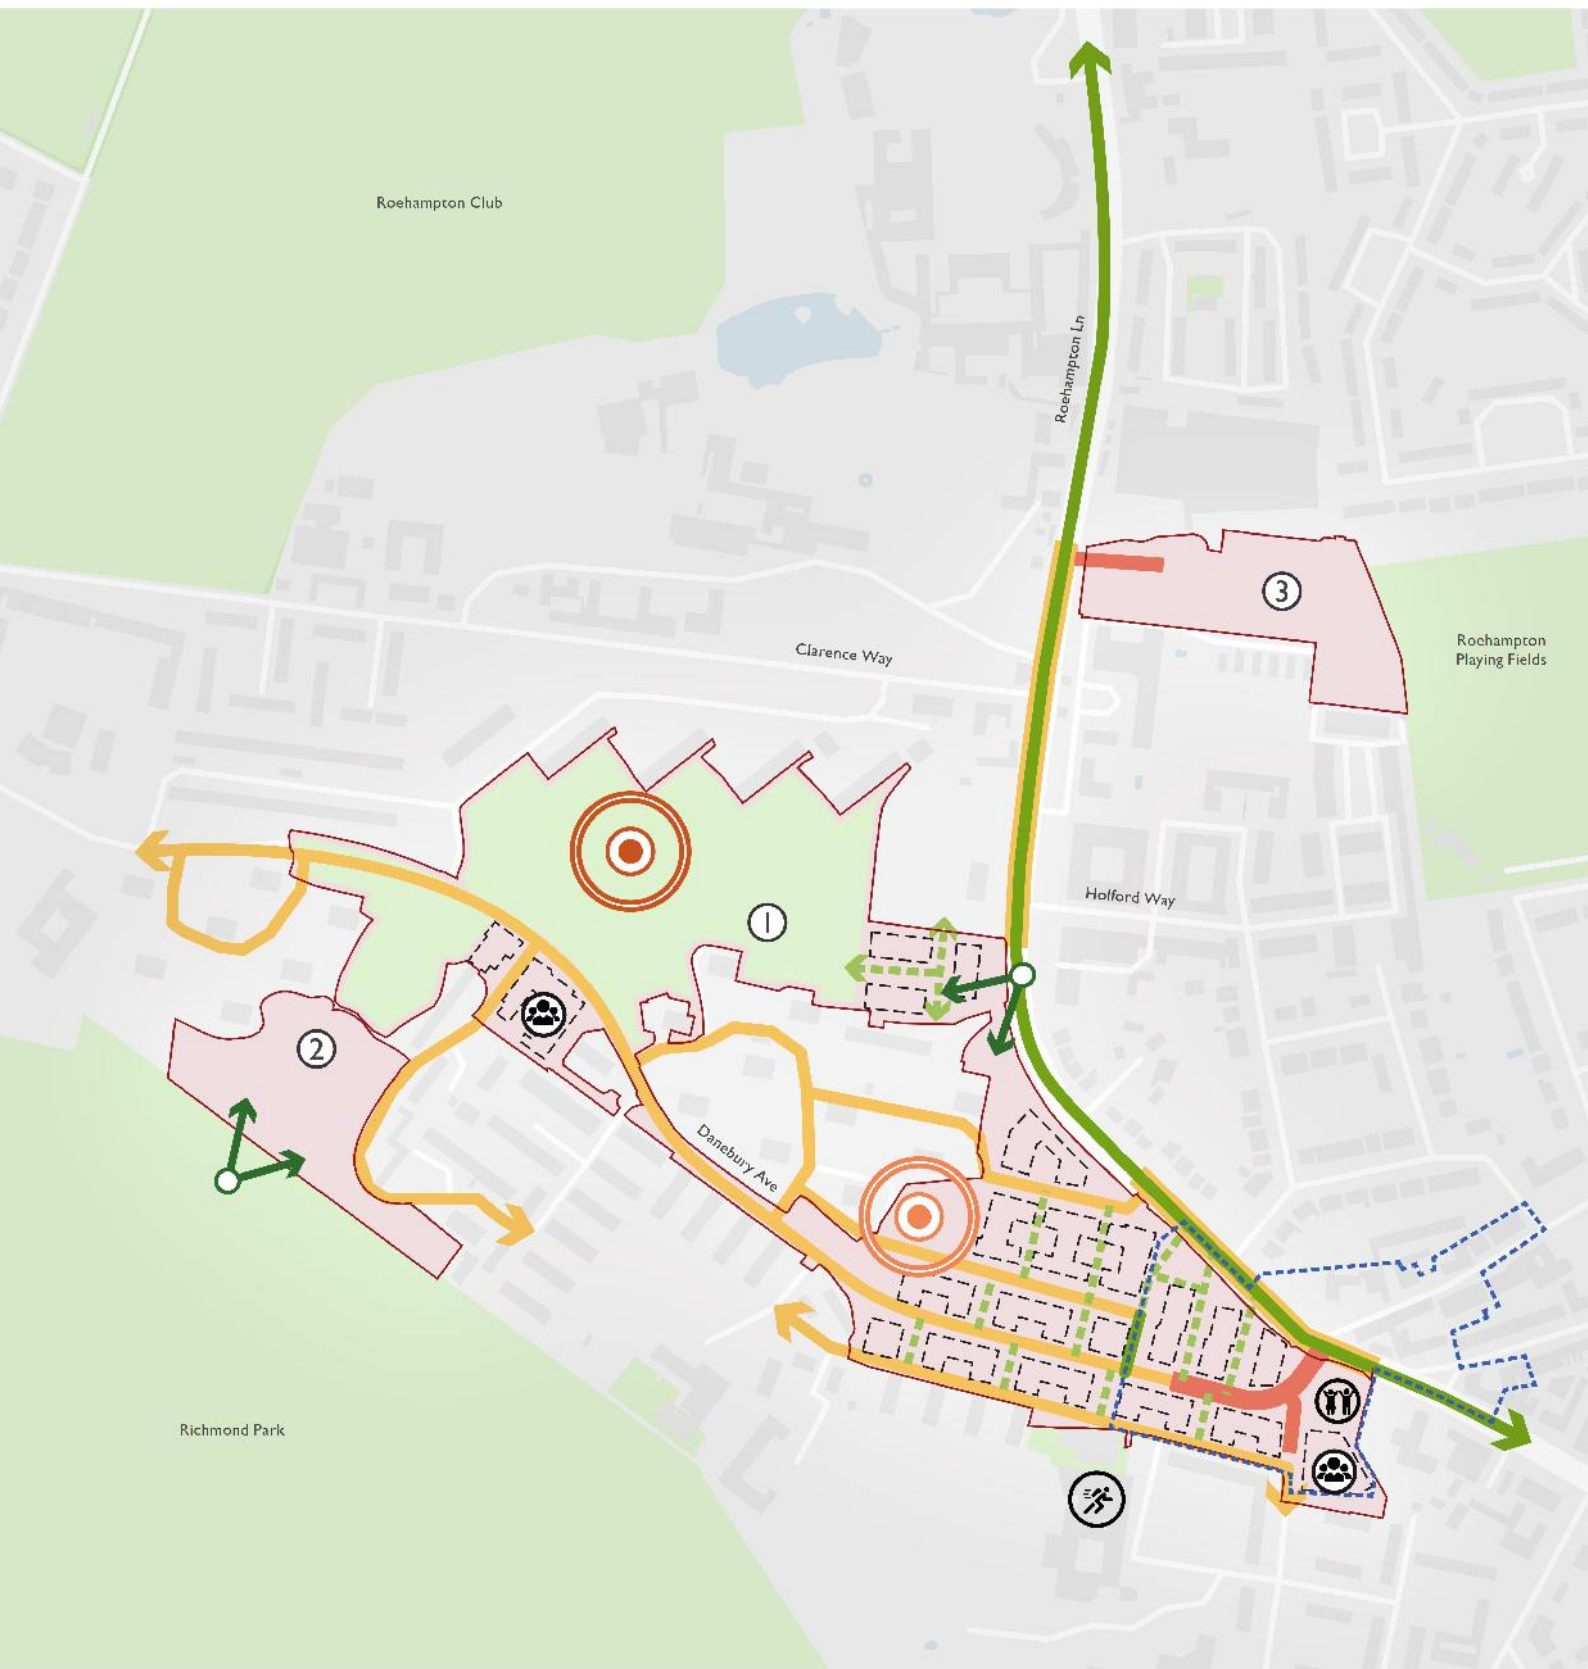 Roehampton Club
Roehampton Ln
3
Roehampton
Playing Fields
Clarence Way
Holford Way
1
2
Danebury Ave
Richmond Park